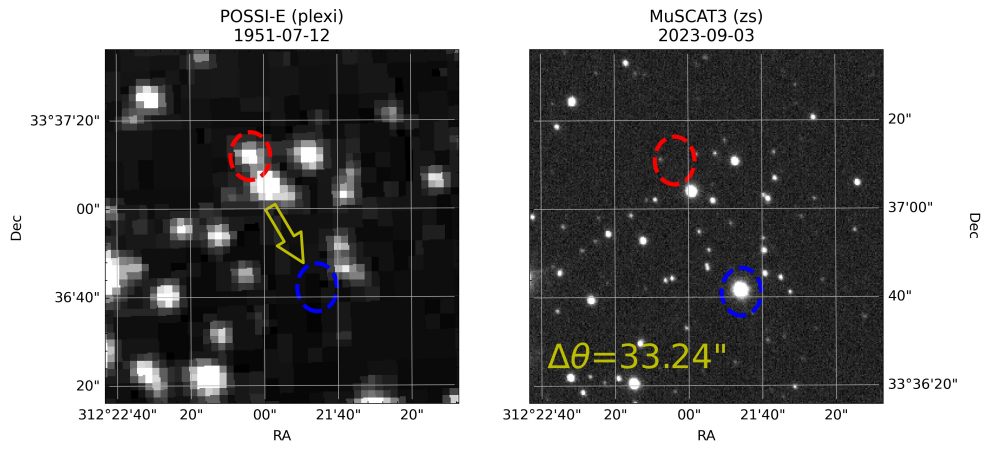 POSSI-E (plexi)
1951-07-12
33°37'20"
00"
36'40"
20"
312°22'40"
20"
00"
21'40"
20"
RA
Dec
MuSCAT3 (zs)
2023-09-03
20"
37'00"
40"
33°36'20"
Δθ=33.24"
312°22'40"
20"
00"
21'40"
20"
RA
Dec